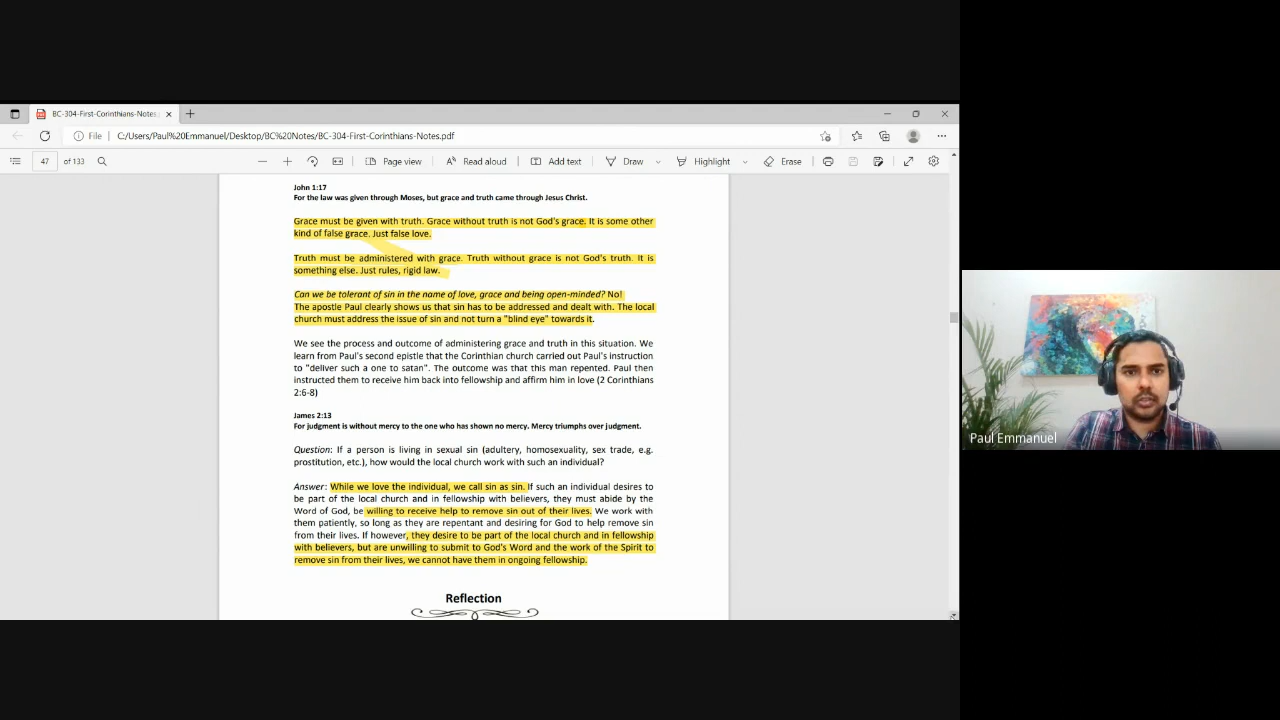 BC-304-First-Corinthians-Notes.
File C:/Users/Paul%20Emmanuel/Desktop/BC%20Notes/BC-304-First-Corinthians-Notes.pdf
47 of 133 Page view Read aloud Add text Draw Highlight Erase
John 1:17
For the law was given through Moses, but grace and truth came through Jesus Christ.
Grace must be given with truth. Grace without truth is not God's grace. It is some other
kind of false grace. Just false love.
Truth must be administered with grace. Truth without grace is not God's truth. It is
something else. Just rules, rigid law.
Can we be tolerant of sin in the name of love, grace and being open-minded? No!
The apostle Paul clearly shows us that sin has to be addressed and dealt with. The local
church must address the issue of sin and not turn a "blind eye" towards it.
We see the process and outcome of administering grace and truth in this situation. We
learn from Paul's second epistle that the Corinthian church carried out Paul's instruction
to "deliver such a one to satan". The outcome was that this man repented. Paul then
instructed them to receive him back into fellowship and affirm him in love (2 Corinthians
2:6-8)
James 2:13
For judgment is without mercy to the one who has shown no mercy. Mercy triumphs over judgment.
Question: If a person is living in sexual sin (adultery, homosexuality, sex trade, e.g.
prostitution, etc.), how would the local church work with such an individual?
Answer: While we love the individual, we call sin as sin. If such an individual desires to
be part of the local church and in fellowship with believers, they must abide by the
Word of God, be willing to receive help to remove sin out of their lives. We work with
them patiently, so long as they are repentant and desiring for God to help remove sin
from their lives. If however, they desire to be part of the local church and in fellowship
with believers, but are unwilling to submit to God's Word and the work of the Spirit to
remove sin from their lives, we cannot have them in ongoing fellowship.
Reflection
Paul Emmanuel